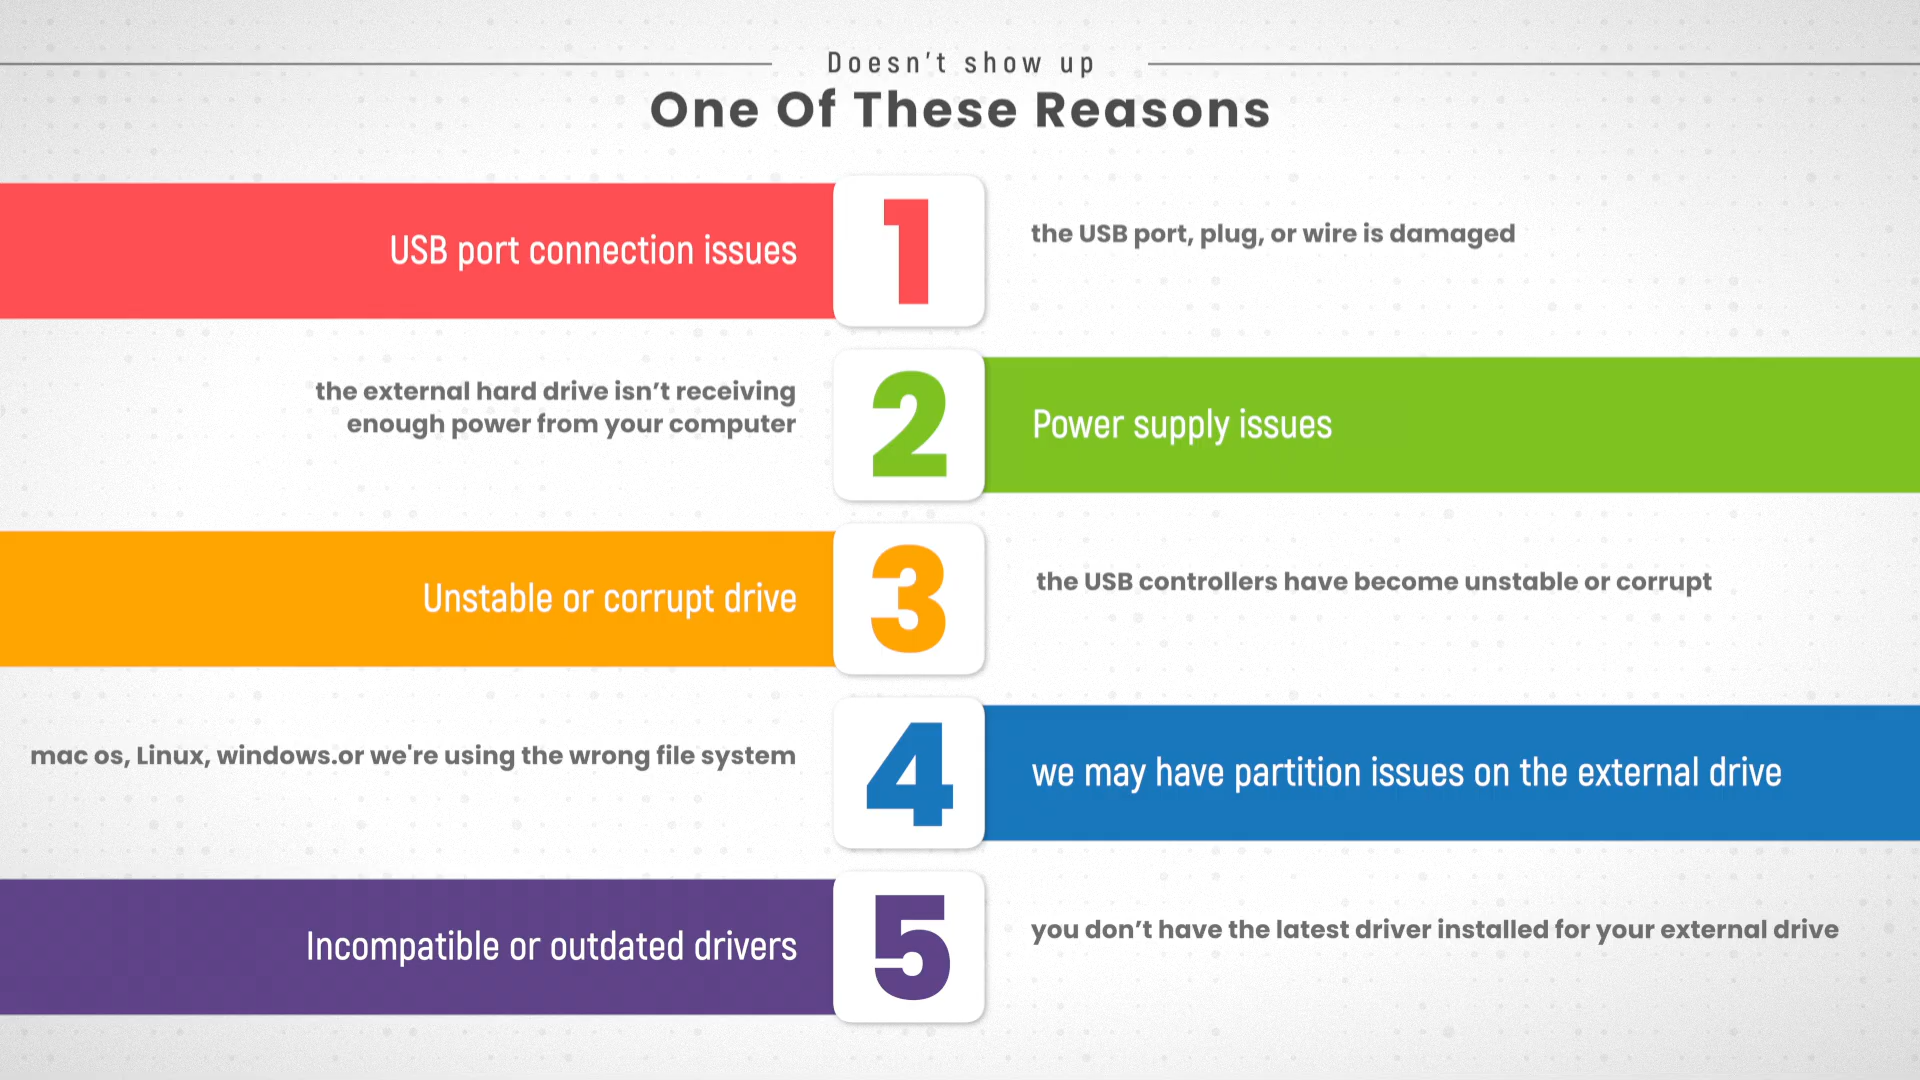 Doesn't show up
One Of These Reasons
USB port connection issues
1
the USB port, plug, or wire is damaged
the external hard drive isn’t receiving
enough power from your computer
2
Power supply issues
Unstable or corrupt drive
3
the USB controllers have become unstable or corrupt
mac os, Linux, windows.or we're using the wrong file system
4
we may have partition issues on the external drive
Incompatible or outdated drivers
5
you don’t have the latest driver installed for your external drive